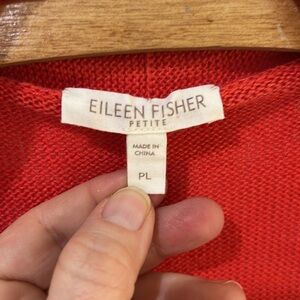 EILEEN FISHER
PETITE
MADE IN
CHINA
PL